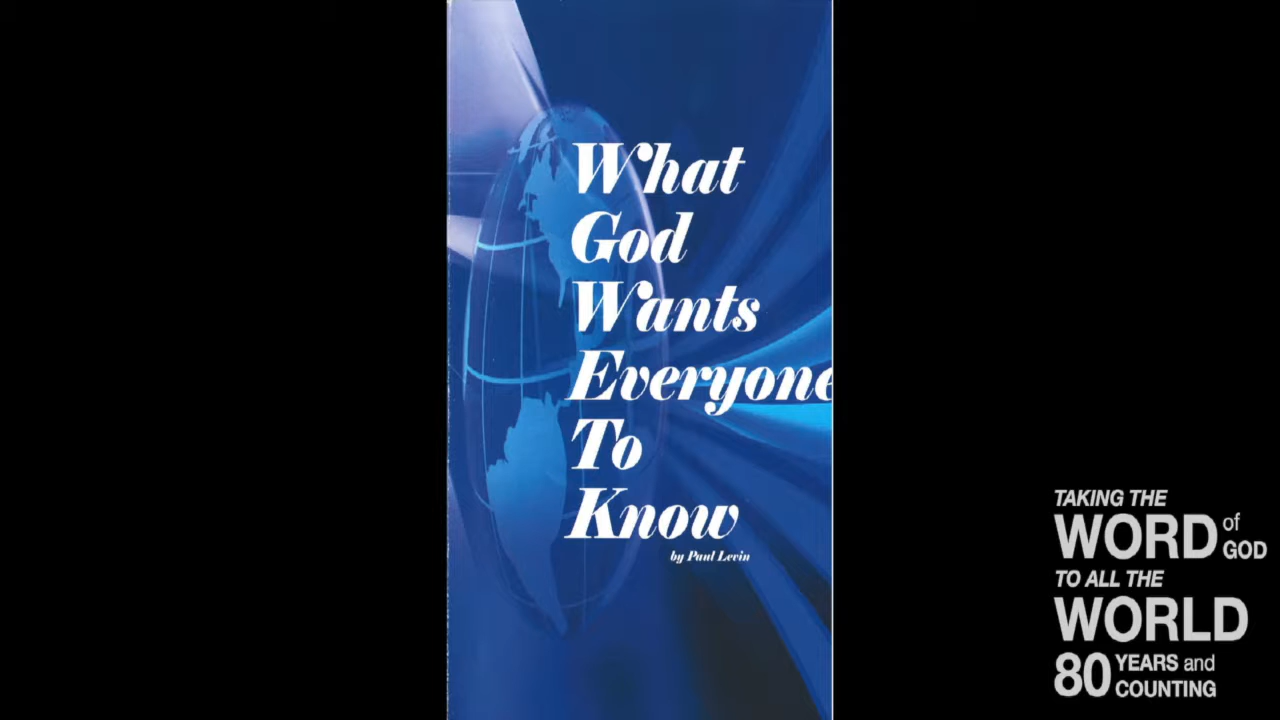 What
God
Wants
Everyone
To
Know
by Paul Levin
TAKING THE
WORD of GOD
TO ALL THE
WORLD
80 YEARS and
COUNTING